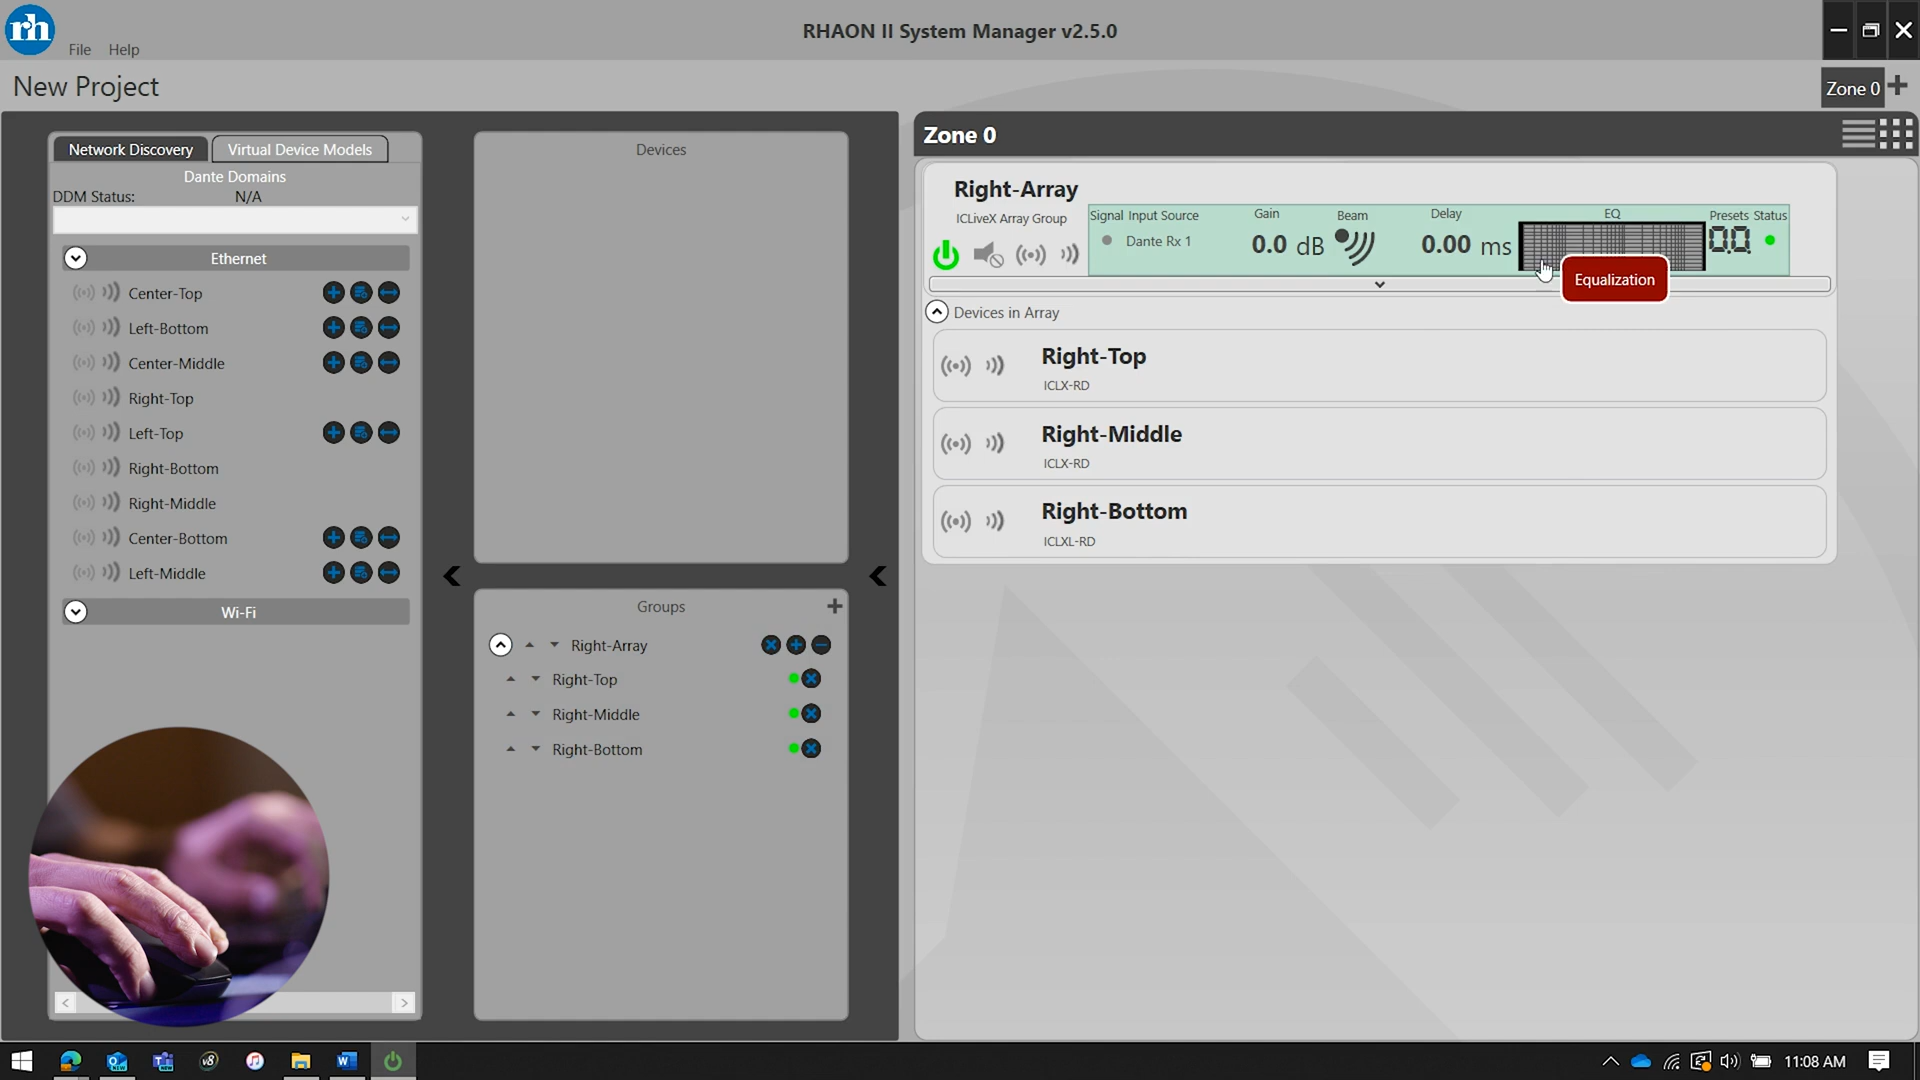 rh
File Help
RHAON II System Manager v2.5.0
New Project
Zone 0
Network Discovery
Virtual Device Models
Dante Domains
DDM Status: N/A
Ethernet
Center-Top
Left-Bottom
Center-Middle
Right-Top
Left-Top
Right-Bottom
Right-Middle
Center-Bottom
Left-Middle
Wi-Fi
Devices
Groups
Right-Array
Right-Top
Right-Middle
Right-Bottom
Zone 0
Right-Array
ICLiveX Array Group
Signal Input Source Gain Beam Delay EQ Presets Status
Dante Rx 1 0.0 dB 0.00 ms 00
Equalization
Devices in Array
Right-Top
ICLX-RD
Right-Middle
ICLX-RD
Right-Bottom
ICLXL-RD
11:08 AM